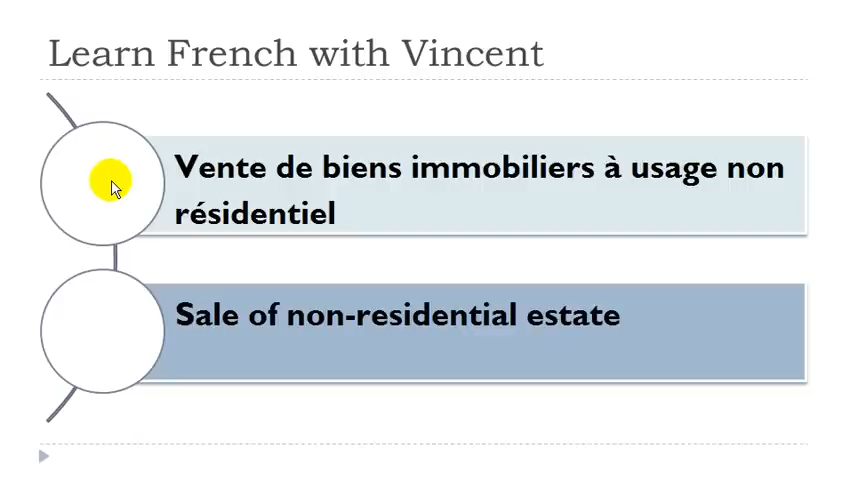 Learn French with Vincent
Vente de biens immobiliers à usage non
résidentiel
Sale of non-residential estate